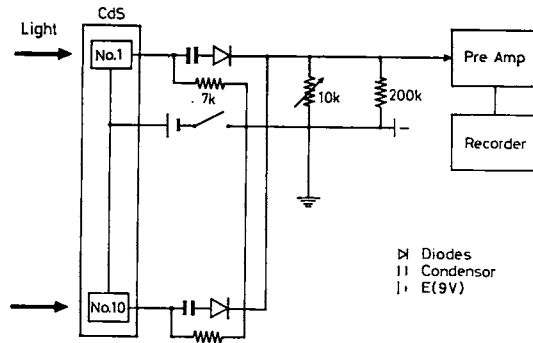 CdS
Light
No.1
7k
10k
200k
Pre Amp
Recorder
No.10
Diodes
Condensor
E(9V)